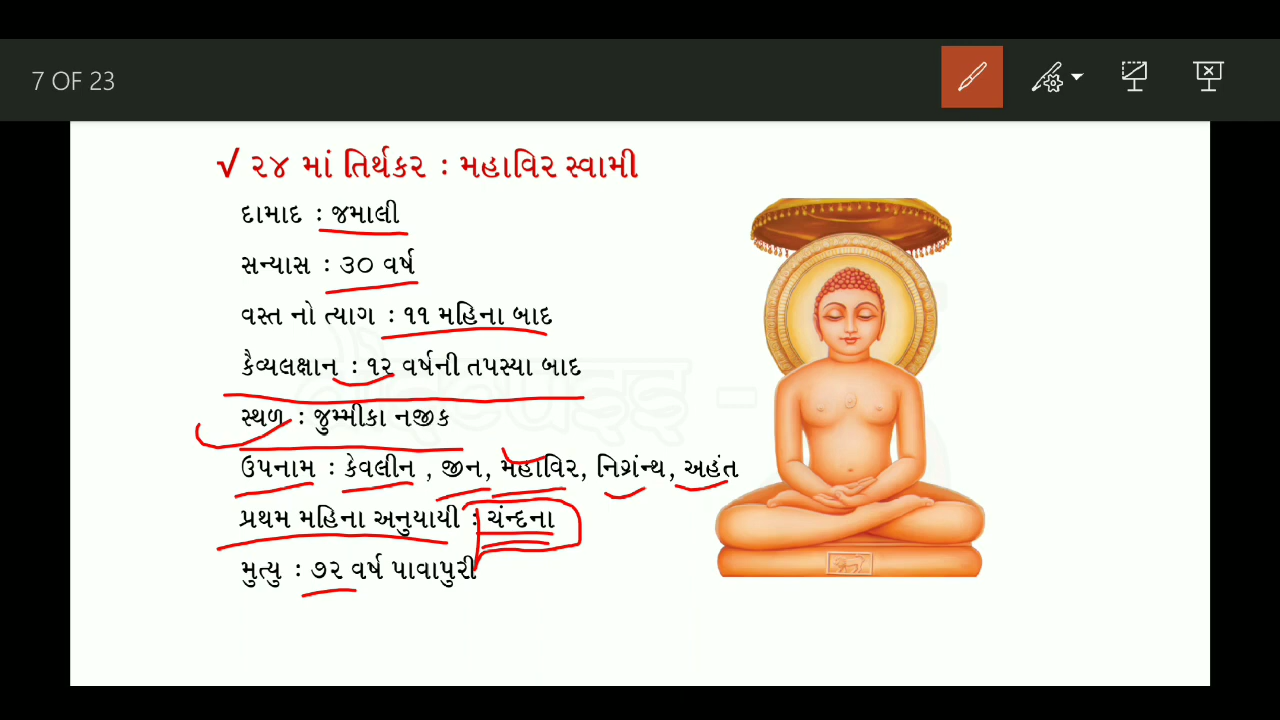 7 OF 23
√ ૨૪ માં તિર્થકર : મહાવિર સ્વામી
દામાદ : જમાલી
સન્યાસ : ૩૦ વર્ષ
વસ્ત નો ત્યાગ : ૧૧ મહિના બાદ
કૈવ્યલક્ષાન : ૧૨ વર્ષની તપસ્યા બાદ
સ્થળ : જુમ્મીકા નજીક
ઉપનામ : કેવલીન , જીન, મહાવિર, નિગ્રંન્થ, અહંત
પ્રથમ મહિના અનુયાયી : ચંન્દના
મુત્યુ : ૭૨ વર્ષ પાવાપુરી